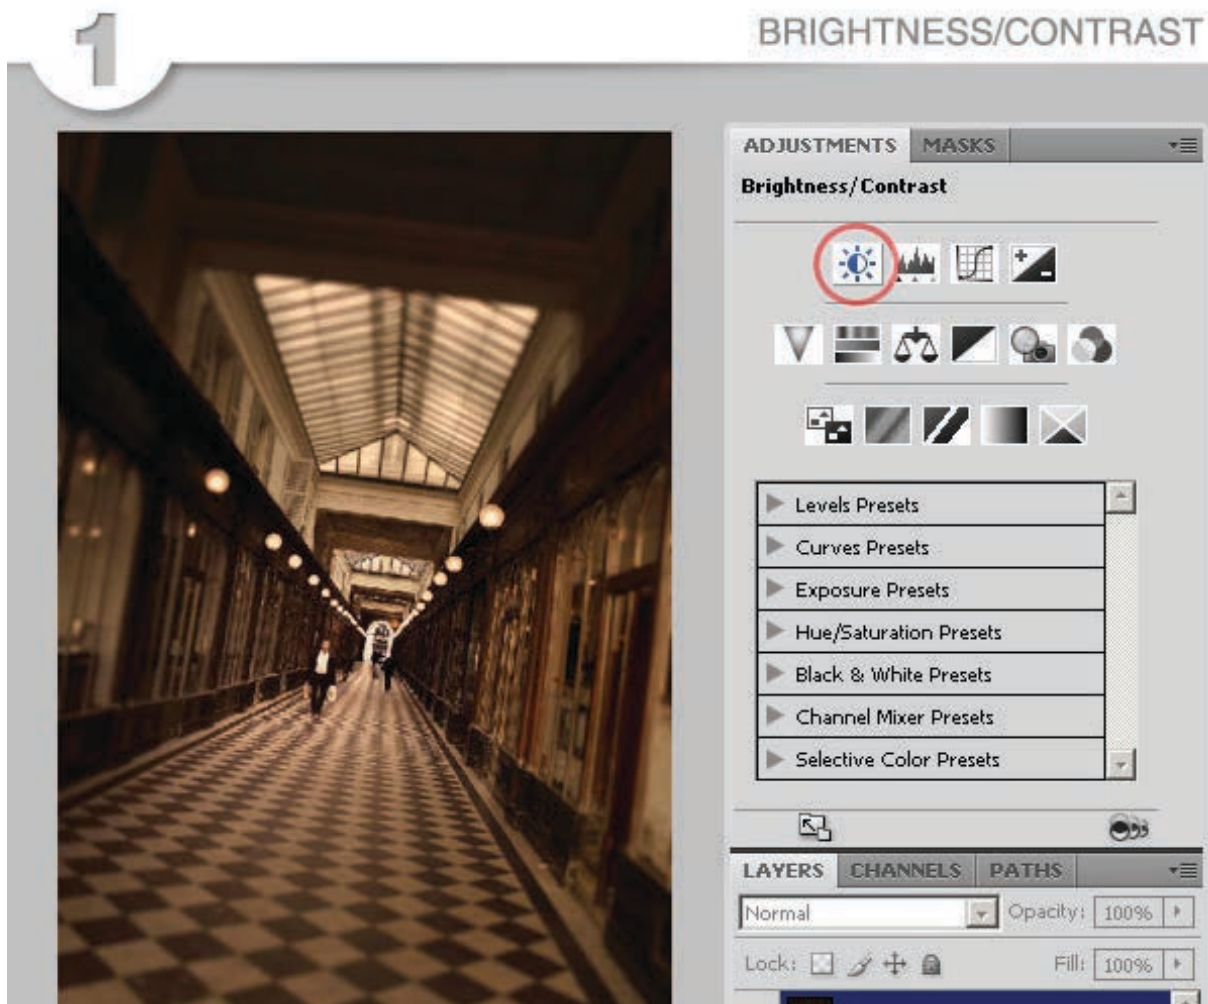 1
BRIGHTNESS/CONTRAST
ADJUSTMENTS MASKS
Brightness/Contrast
Levels Presets
Curves Presets
Exposure Presets
Hue/Saturation Presets
Black & White Presets
Channel Mixer Presets
Selective Color Presets
LAYERS CHANNELS PATHS
Normal Opacity: 100%
Lock: Fill: 100%